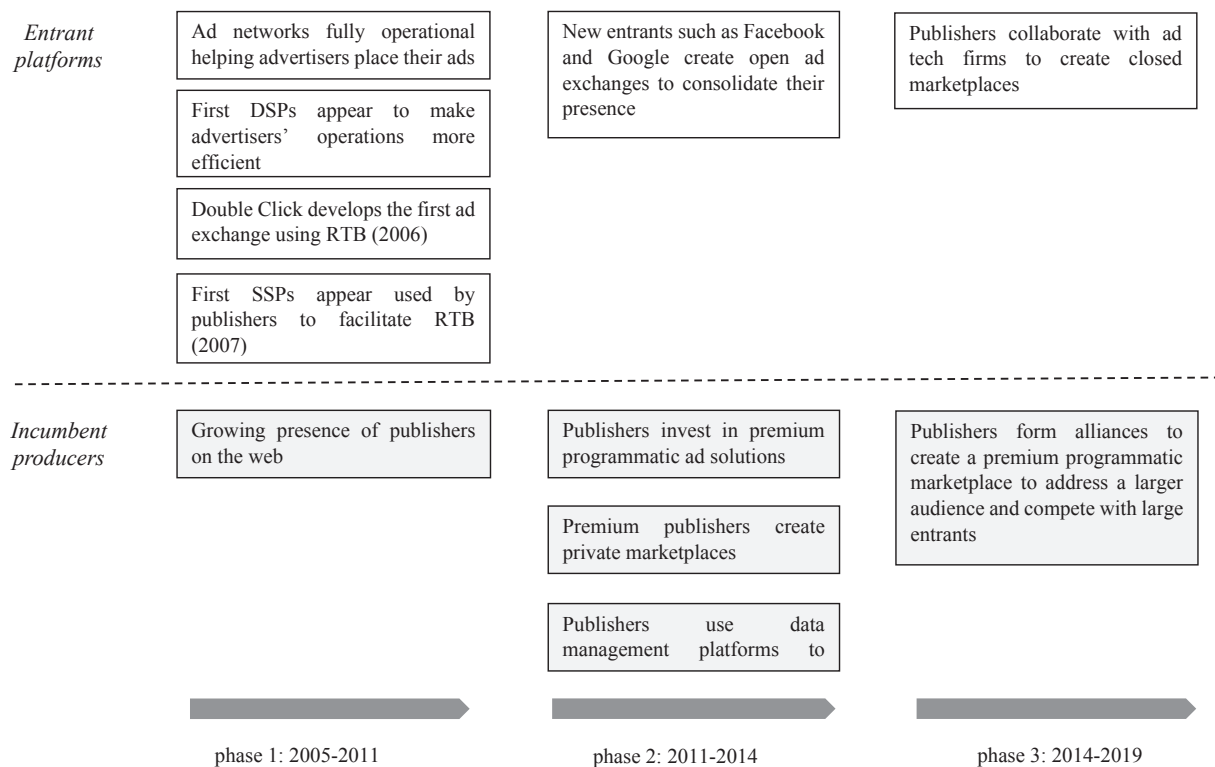 Entrant
platforms
Ad networks fully operational
helping advertisers place their ads
First DSPs appear to make
advertisers’ operations more
efficient
Double Click develops the first ad
exchange using RTB (2006)
First SSPs appear used by
publishers to facilitate RTB
(2007)
New entrants such as Facebook
and Google create open ad
exchanges to consolidate their
presence
Publishers collaborate with ad
tech firms to create closed
marketplaces
Incumbent
producers
Growing presence of publishers
on the web
Publishers invest in premium
programmatic ad solutions
Premium publishers create
private marketplaces
Publishers use data
management platforms to
Publishers form alliances to
create a premium programmatic
marketplace to address a larger
audience and compete with large
entrants
phase 1: 2005-2011
phase 2: 2011-2014
phase 3: 2014-2019